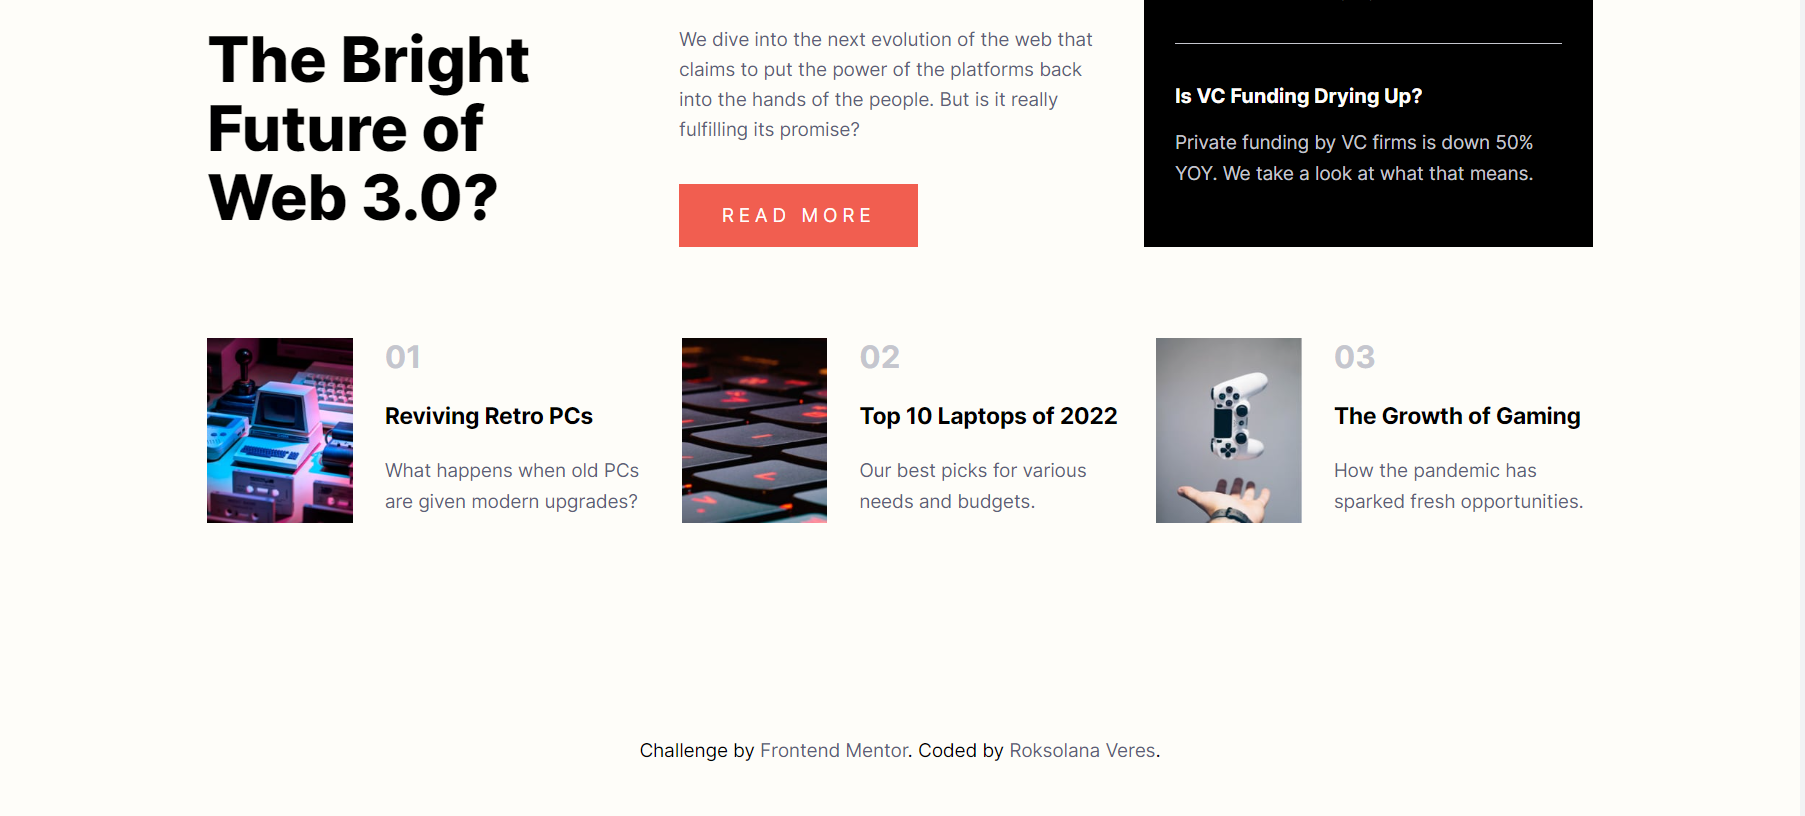 The Bright
Future of
Web 3.0?
We dive into the next evolution of the web that
claims to put the power of the platforms back
into the hands of the people. But is it really
fulfilling its promise?
READ MORE
Is VC Funding Drying Up?
Private funding by VC firms is down 50%
YOY. We take a look at what that means.
01
Reviving Retro PCs
What happens when old PCs
are given modern upgrades?
02
Top 10 Laptops of 2022
Our best picks for various
needs and budgets.
03
The Growth of Gaming
How the pandemic has
sparked fresh opportunities.
Challenge by Frontend Mentor. Coded by Roksolana Veres.